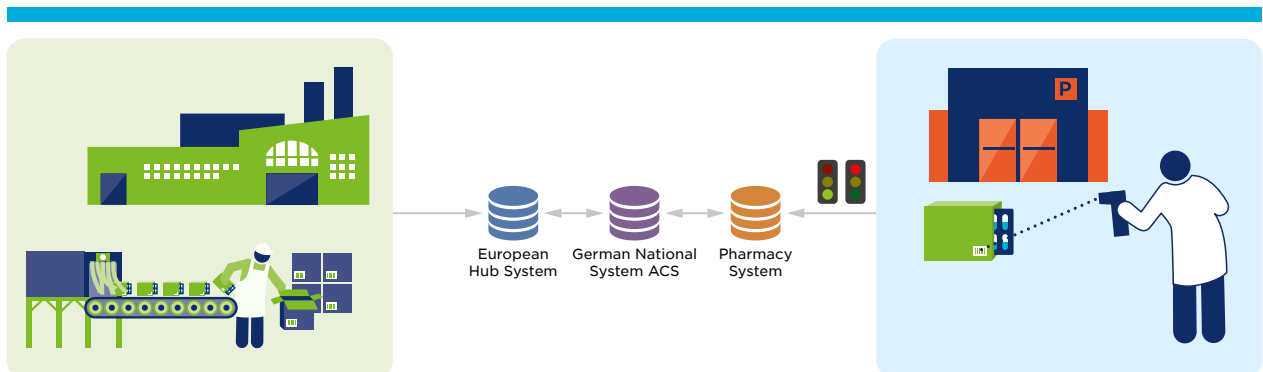 P
European
Hub System
German National
System ACS
Pharmacy
System